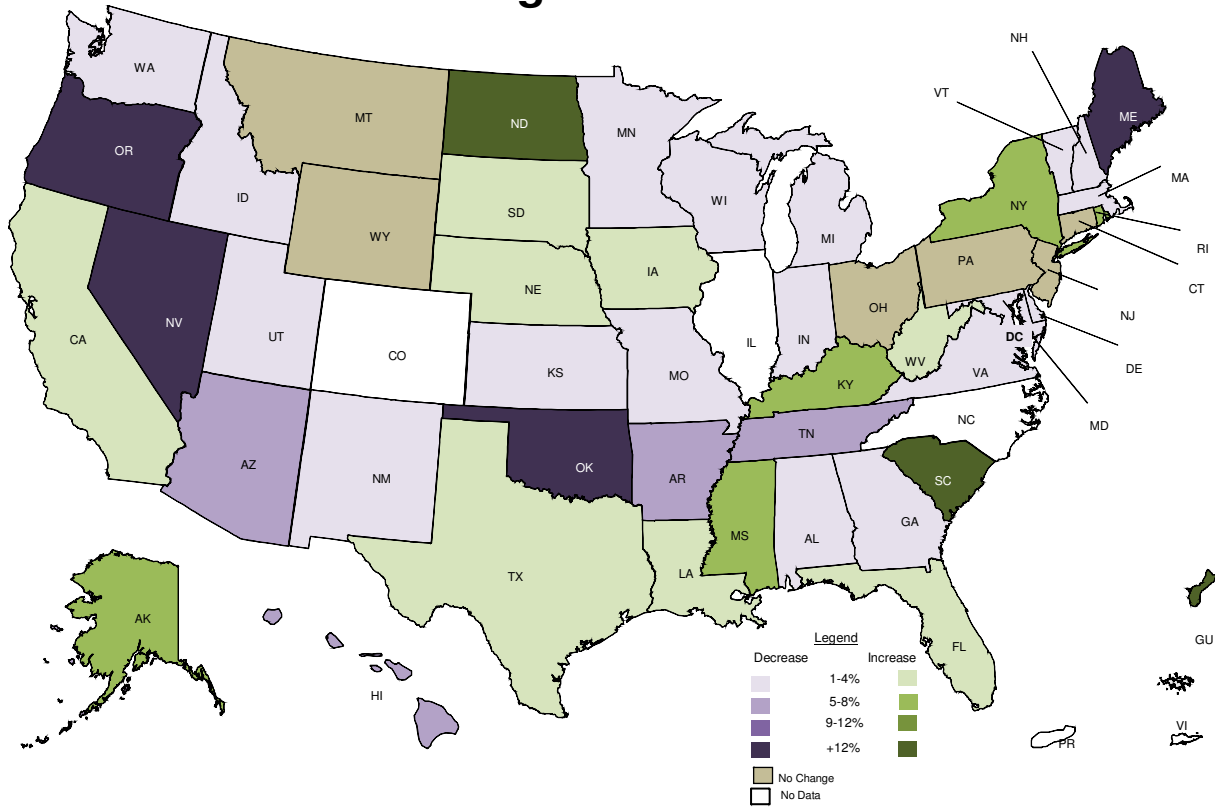 g
NH
WA
VT
ME
MT
ND
MN
OR
MA
ID
SD
WI
NY
WY
MI
RI
IA
PA
NE
CT
OH
NV
NJ
UT
CA
CO
IL
IN
DC
DE
WV
KS
MO
VA
KY
NC
MD
TN
AZ
OK
NM
AR
SC
MS
AL
GA
TX
LA
AK
GU
FL
HI
VI
PR
Legend
Decrease Increase
1-4%
5-8%
9-12%
+12%
No Change
No Data